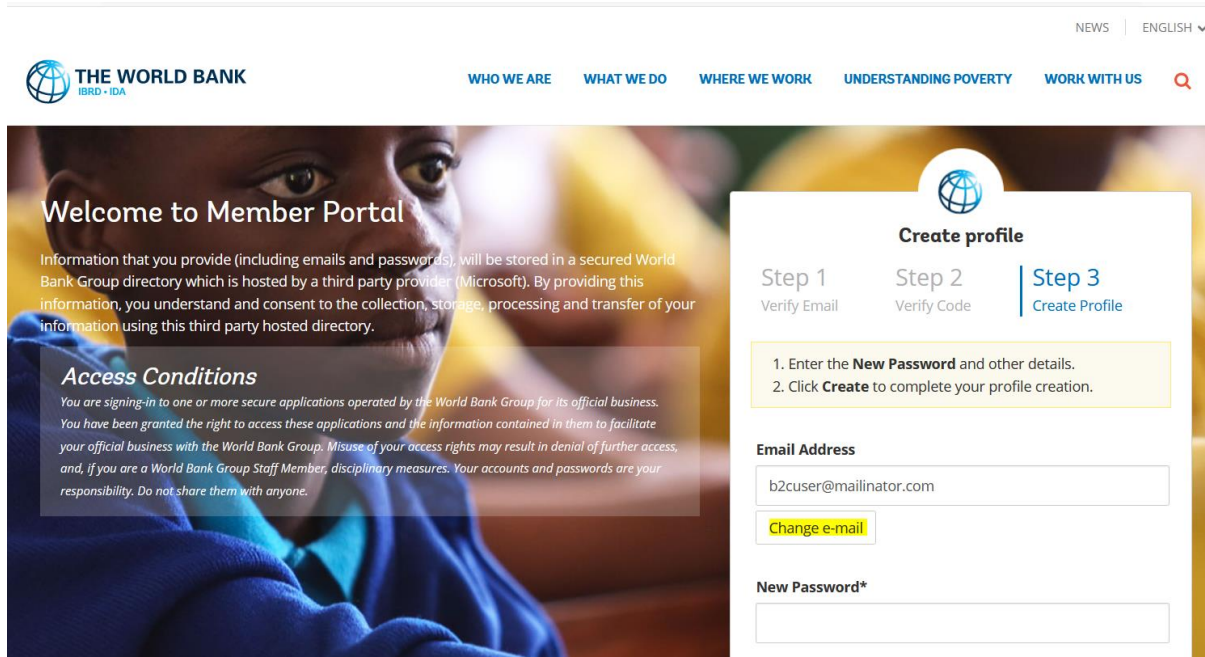 NEWS ENGLISH
THE WORLD BANK
IBRD • IDA
WHO WE ARE WHAT WE DO WHERE WE WORK UNDERSTANDING POVERTY WORK WITH US
Welcome to Member Portal
Information that you provide (including emails and passwords), will be stored in a secured World
Bank Group directory which is hosted by a third party provider (Microsoft). By providing this
information, you understand and consent to the collection, storage, processing and transfer of your
information using this third party hosted directory.
Access Conditions
You are signing-in to one or more secure applications operated by the World Bank Group for its official business.
You have been granted the right to access these applications and the information contained in them to facilitate
your official business with the World Bank Group. Misuse of your access rights may result in denial of further access,
and, if you are a World Bank Group Staff Member, disciplinary measures. Your accounts and passwords are your
responsibility. Do not share them with anyone.
Create profile
Step 1 Step 2 Step 3
Verify Email Verify Code Create Profile
1. Enter the New Password and other details.
2. Click Create to complete your profile creation.
Email Address
b2cuser@mailinator.com
Change e-mail
New Password*